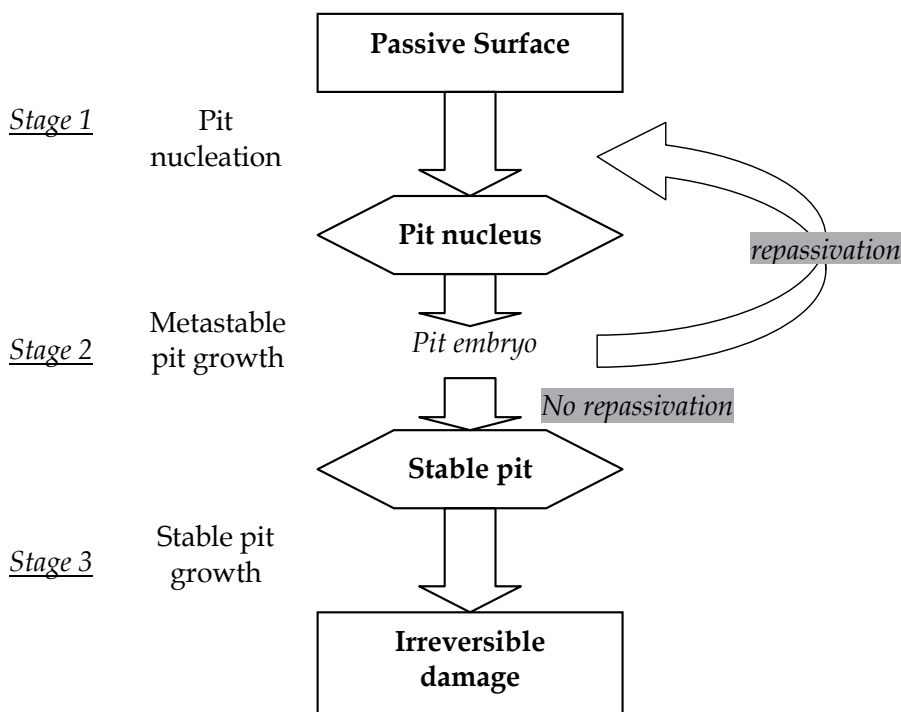 Passive Surface
Stage 1
Pit
nucleation
Pit nucleus
repassivation
Metastable
pit growth
Stage 2
Pit embryo
No repassivation
Stable pit
Stage 3
Stable pit
growth
Irreversible
damage